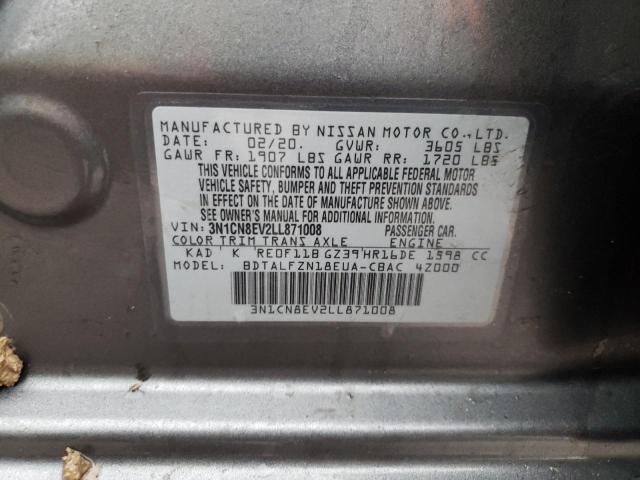 MANUFACTURED BY NISSAN MOTOR CO.,LTD.
DATE: 02/20. GVWR: 3605 LBS
GAWR FR: 1907 LBS GAWR RR: 1720 LBS
THIS VEHICLE CONFORMS TO ALL APPLICABLE FEDERAL MOTOR
VEHICLE SAFETY, BUMPER AND THEFT PREVENTION STANDARDS
IN EFFECT ON THE DATE OF MANUFACTURE SHOWN ABOVE.
SEE OWNER'S MANUAL FOR ADDITIONAL INFORMATION.
VIN: 3N1CN8EV2LL871008 PASSENGER CAR.
COLOR TRIM TRANS AXLE ENGINE
KAD ' K RE0F11B GZ39'HR16DE 1598 CC
MODEL: BDTALFZN18EUA-CBAC 4Z000
3N1CN8EV2LL871008